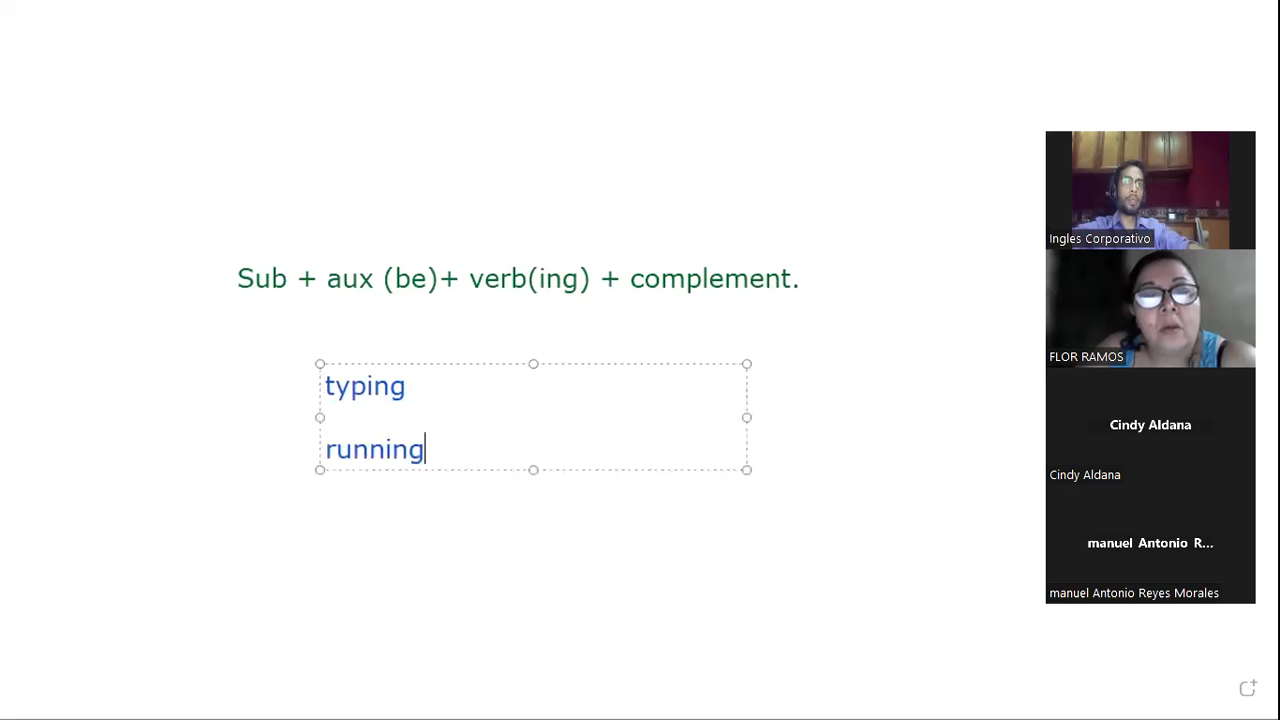 Sub + aux (be)+ verb(ing) + complement.
typing
running
Ingles Corporativo
FLOR RAMOS
Cindy Aldana
Cindy Aldana
manuel Antonio R...
manuel Antonio Reyes Morales